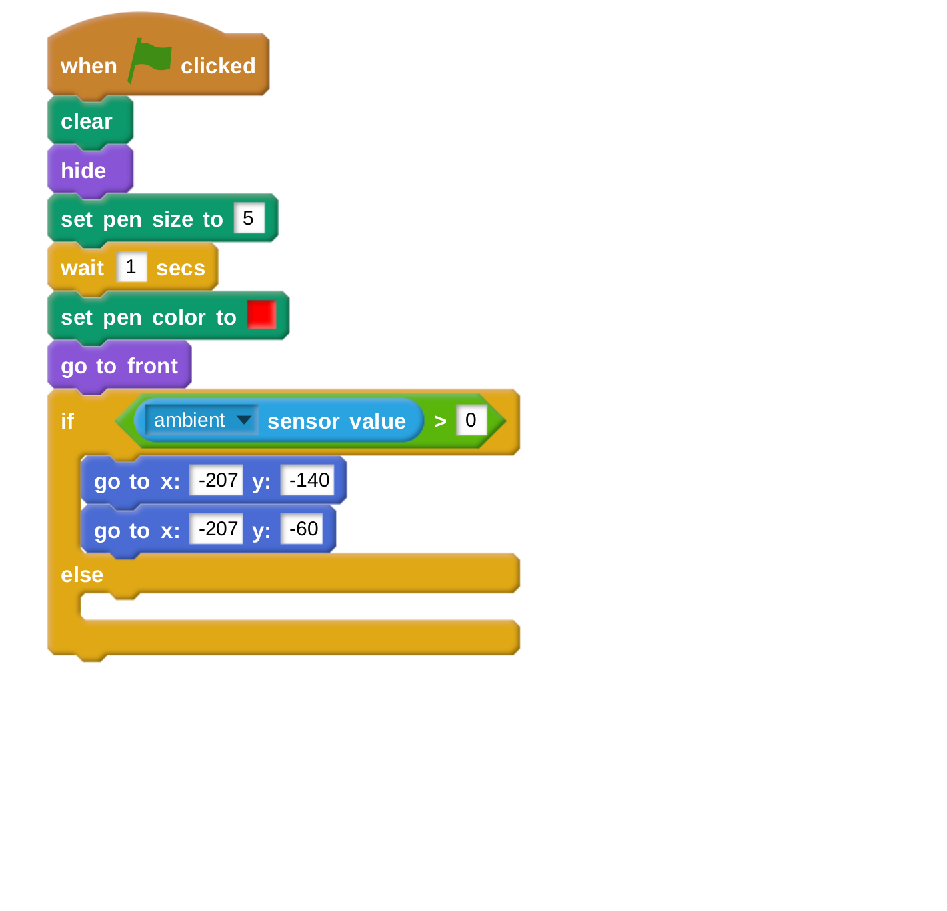 when clicked
clear
hide
set pen size to 5
wait 1 secs
set pen color to
go to front
if ambient sensor value > 0
go to x: -207 y: -140
go to x: -207 y: -60
else